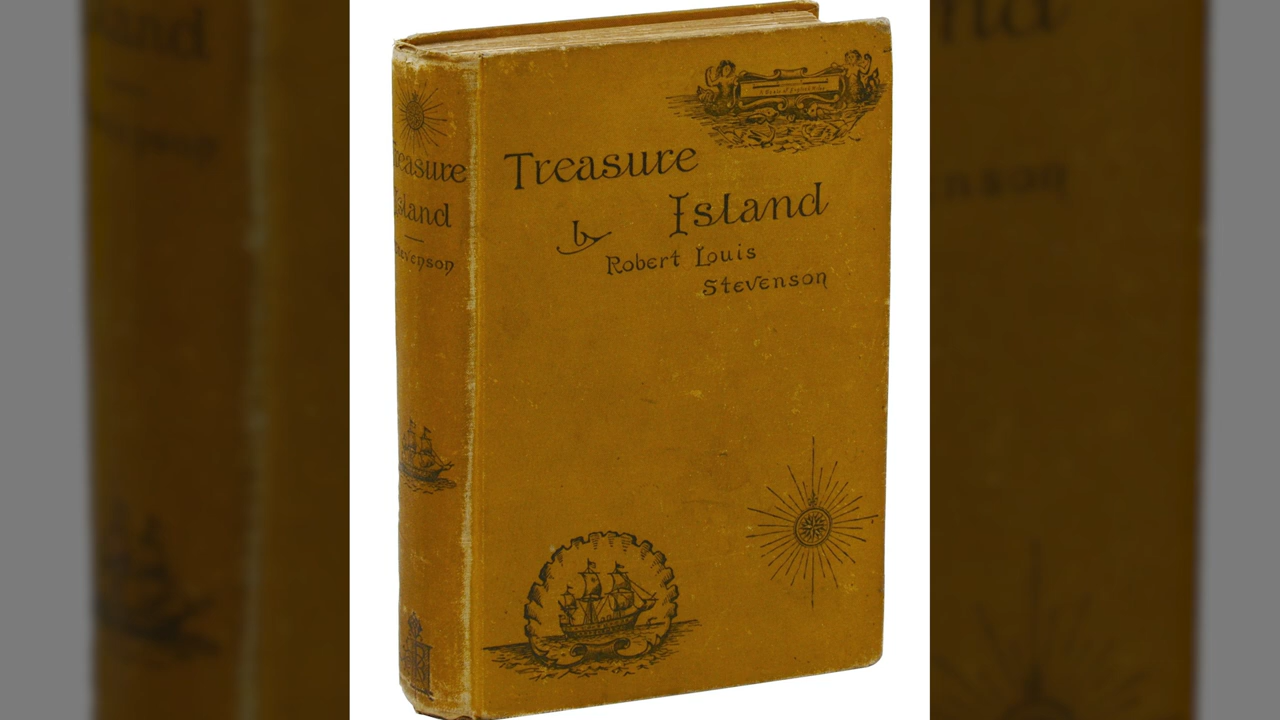 Treasure
Island
by
Robert Louis
Stevenson
Treasure
Island
Stevenson